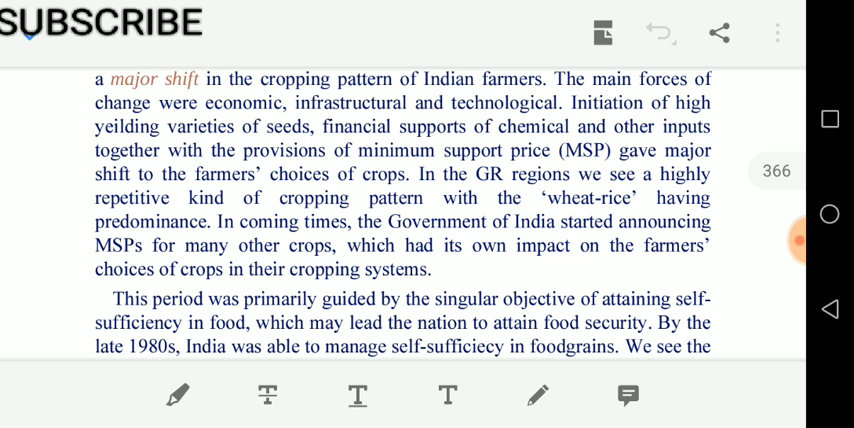 SUBSCRIBE
a major shift in the cropping pattern of Indian farmers. The main forces of
change were economic, infrastructural and technological. Initiation of high
yeilding varieties of seeds, financial supports of chemical and other inputs
together with the provisions of minimum support price (MSP) gave major
shift to the farmers’ choices of crops. In the GR regions we see a highly
366
repetitive kind of cropping pattern with the ‘wheat-rice’ having
predominance. In coming times, the Government of India started announcing
MSPs for many other crops, which had its own impact on the farmers’
choices of crops in their cropping systems.
This period was primarily guided by the singular objective of attaining self-
sufficiency in food, which may lead the nation to attain food security. By the
late 1980s, India was able to manage self-sufficiecy in foodgrains. We see the